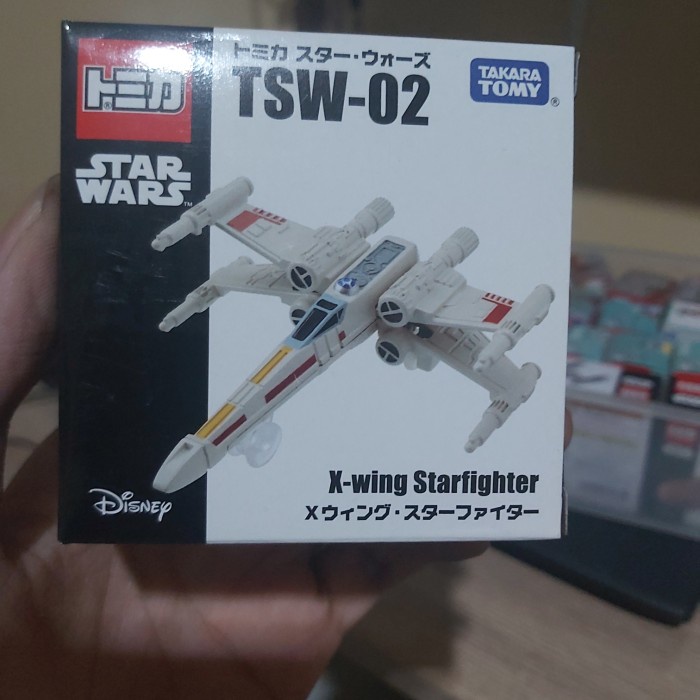 トミカ
STAR
WARS™
トミカ スター・ウォーズ
TSW-02
TAKARA
TOMY®
X-wing Starfighter
Xウィング・スターファイター
Disney